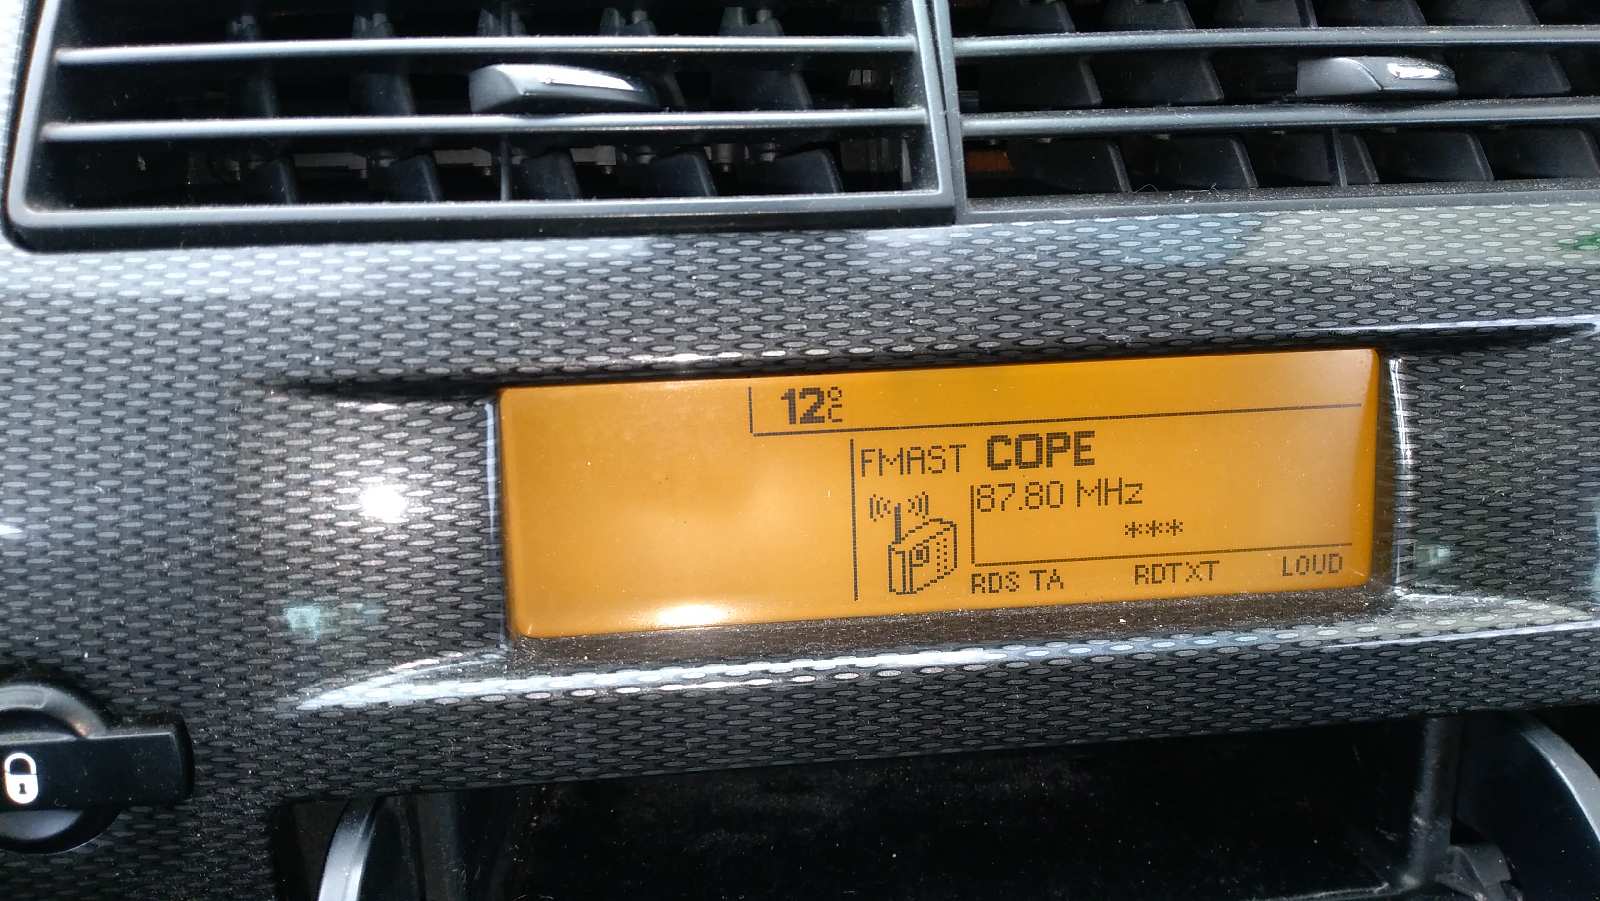 12°C
FMAST COPE
87.80 MHz
***
RDS TA RDTXT LOUD